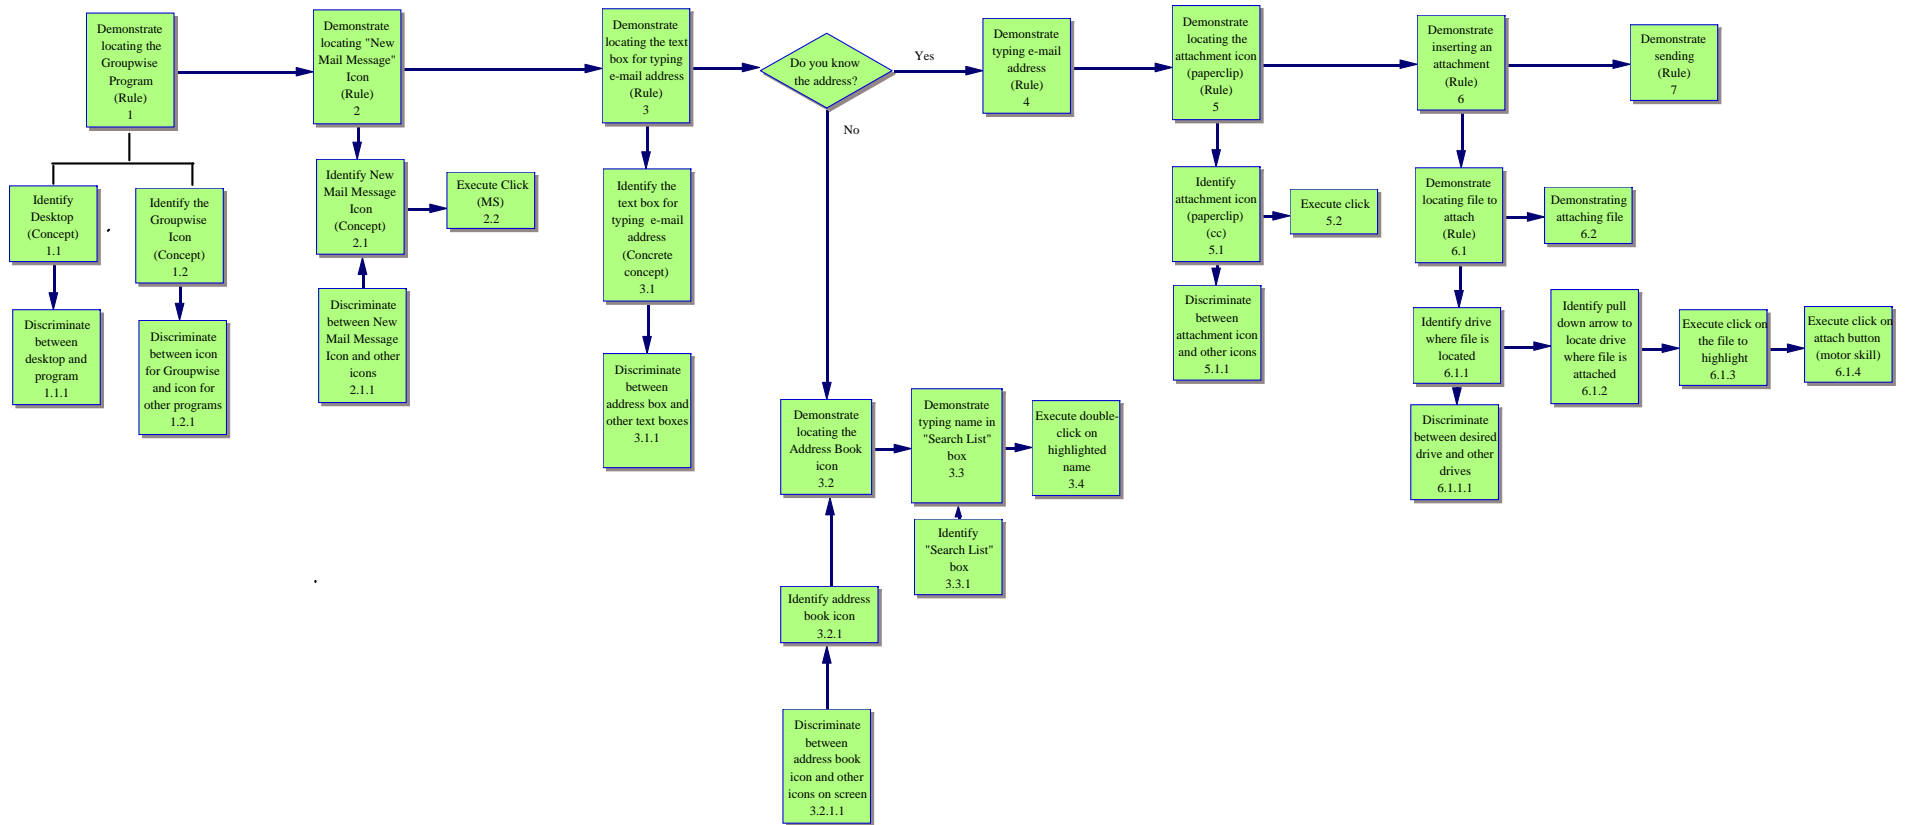 Demonstrate
locating the
Groupwise
Program
(Rule)
1
Demonstrate
locating "New
Mail Message"
Icon
(Rule)
2
Demonstrate
locating the text
box for typing
e-mail address
(Rule)
3
Do you know
the address?
Yes
No
Demonstrate
typing e-mail
address
(Rule)
4
Demonstrate
locating the
attachment icon
(paperclip)
(Rule)
5
Demonstrate
inserting an
attachment
(Rule)
6
Demonstrate
sending
(Rule)
7
Identify
Desktop
(Concept)
1.1
Identify the
Groupwise
Icon
(Concept)
1.2
Identify New
Mail Message
Icon
(Concept)
2.1
Execute Click
(MS)
2.2
Identify the
text box for
typing e-mail
address
(Concrete
concept)
3.1
Identify
attachment icon
(paperclip)
(cc)
5.1
Execute click
5.2
Demonstrate
locating file to
attach
(Rule)
6.1
Demonstrating
attaching file
6.2
Discriminate
between
desktop and
program
1.1.1
Discriminate
between icon
for Groupwise
and icon for
other programs
1.2.1
Discriminate
between New
Mail Message
Icon and other
icons
2.1.1
Discriminate
between
address box and
other text boxes
3.1.1
Discriminate
between
attachment icon
and other icons
5.1.1
Identify drive
where file is
located
6.1.1
Identify pull
down arrow to
locate drive
where file is
attached
6.1.2
Execute click on
the file to
highlight
6.1.3
Execute click on
attach button
(motor skill)
6.1.4
Discriminate
between desired
drive and other
drives
6.1.1.1
Demonstrate
locating the
Address Book
icon
3.2
Demonstrate
typing name in
"Search List"
box
3.3
Execute double-
click on
highlighted
name
3.4
Identify
"Search List"
box
3.3.1
Identify address
book icon
3.2.1
Discriminate
between
address book
icon and other
icons on screen
3.2.1.1